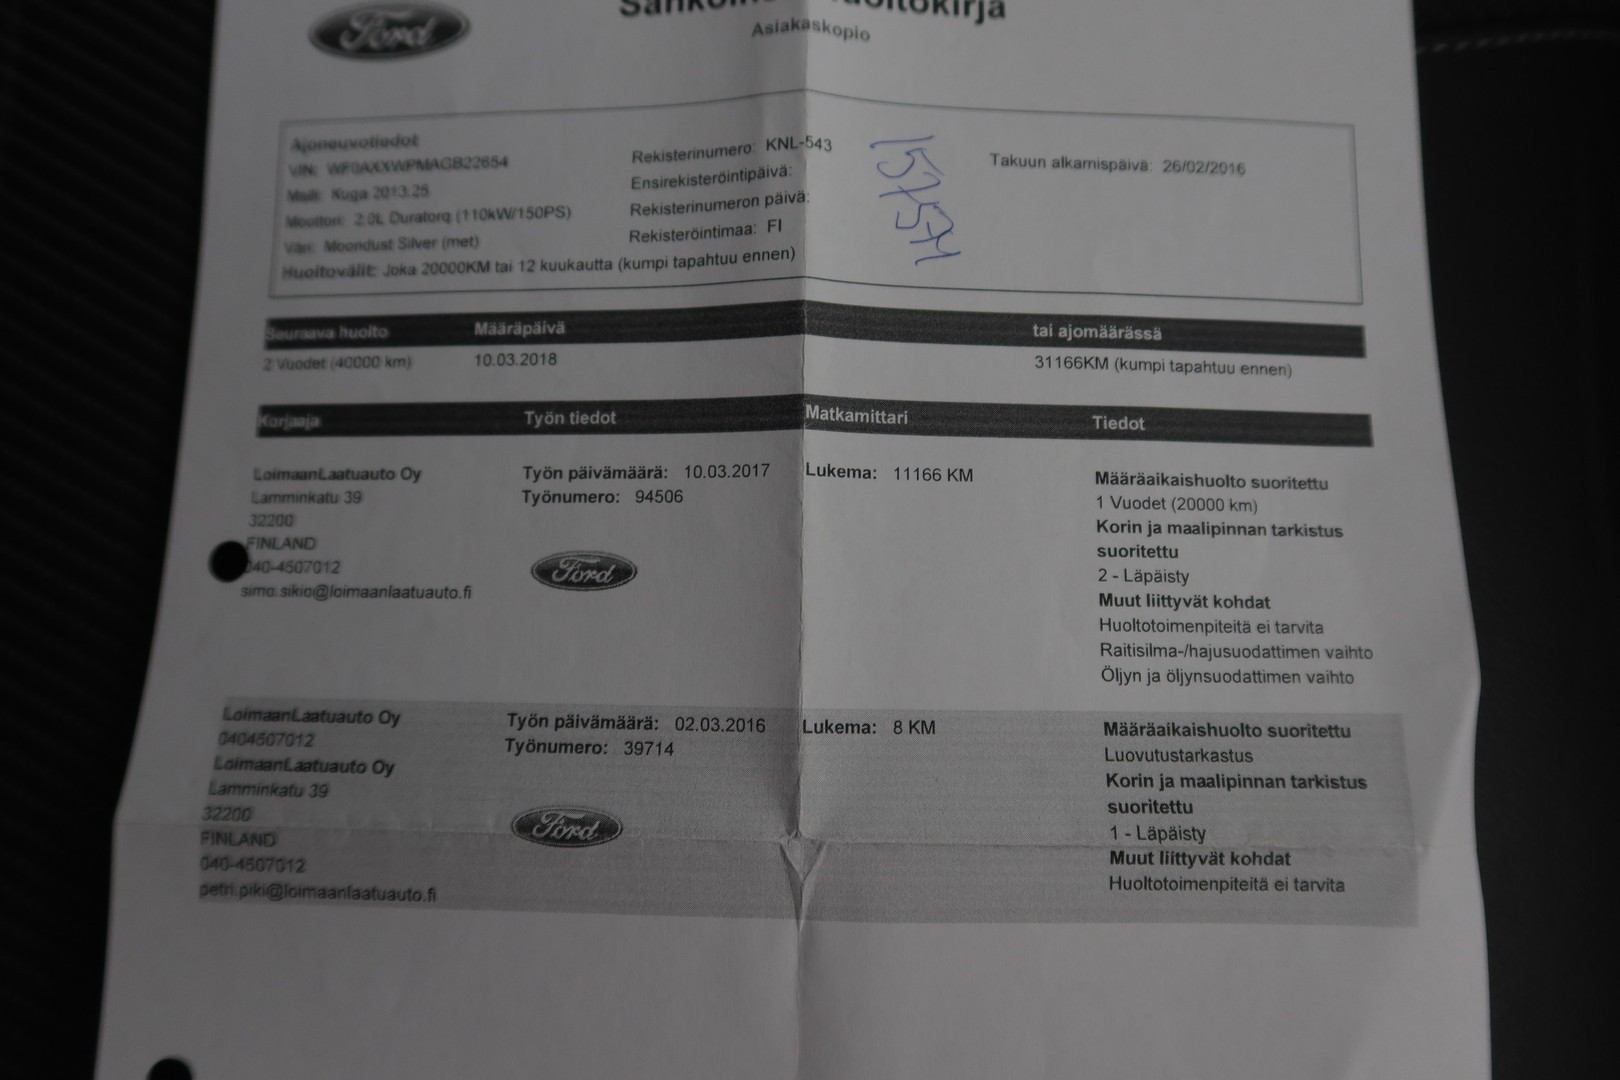 Ford
Asiakaskopio
Ajoneuvotiedot
VIN: WF0AXXWPMAGB22654
Malli: Kuga 2013.25
Moottori: 2.0L Duratorq (110kW/150PS)
Väri: Moondust Silver (met)
Huoltovälit: Joka 20000KM tai 12 kuukautta (kumpi tapahtuu ennen)
Rekisterinumero: KNL-543
Ensirekisteröintipäivä:
Rekisterinumeron päivä:
Rekisteröintimaa: FI
Takuun alkamispäivä: 26/02/2016
Seuraava huolto Määräpäivä tai ajomäärässä
2 Vuodet (40000 km) 10.03.2018 31166KM (kumpi tapahtuu ennen)
Korjaaja Työn tiedot Matkamittari Tiedot
LoimaanLaatuauto Oy
Lamminkatu 39
32200
FINLAND
040-4507012
simo.sikio@loimaanlaatuauto.fi
Työn päivämäärä: 10.03.2017
Työnumero: 94506
Ford
Lukema: 11166 KM
Määräaikaishuolto suoritettu
1 Vuodet (20000 km)
Korin ja maalipinnan tarkistus
suoritettu
2 - Läpäisty
Muut liittyvät kohdat
Huoltotoimenpiteitä ei tarvita
Raitisilma-/hajusuodattimen vaihto
Öljyn ja öljynsuodattimen vaihto
LoimaanLaatuauto Oy
0404507012
LoimaanLaatuauto Oy
Lamminkatu 39
32200
FINLAND
040-4507012
petri.piki@loimaanlaatuauto.fi
Työn päivämäärä: 02.03.2016
Työnumero: 39714
Ford
Lukema: 8 KM
Määräaikaishuolto suoritettu
Luovutustarkastus
Korin ja maalipinnan tarkistus
suoritettu
1 - Läpäisty
Muut liittyvät kohdat
Huoltotoimenpiteitä ei tarvita